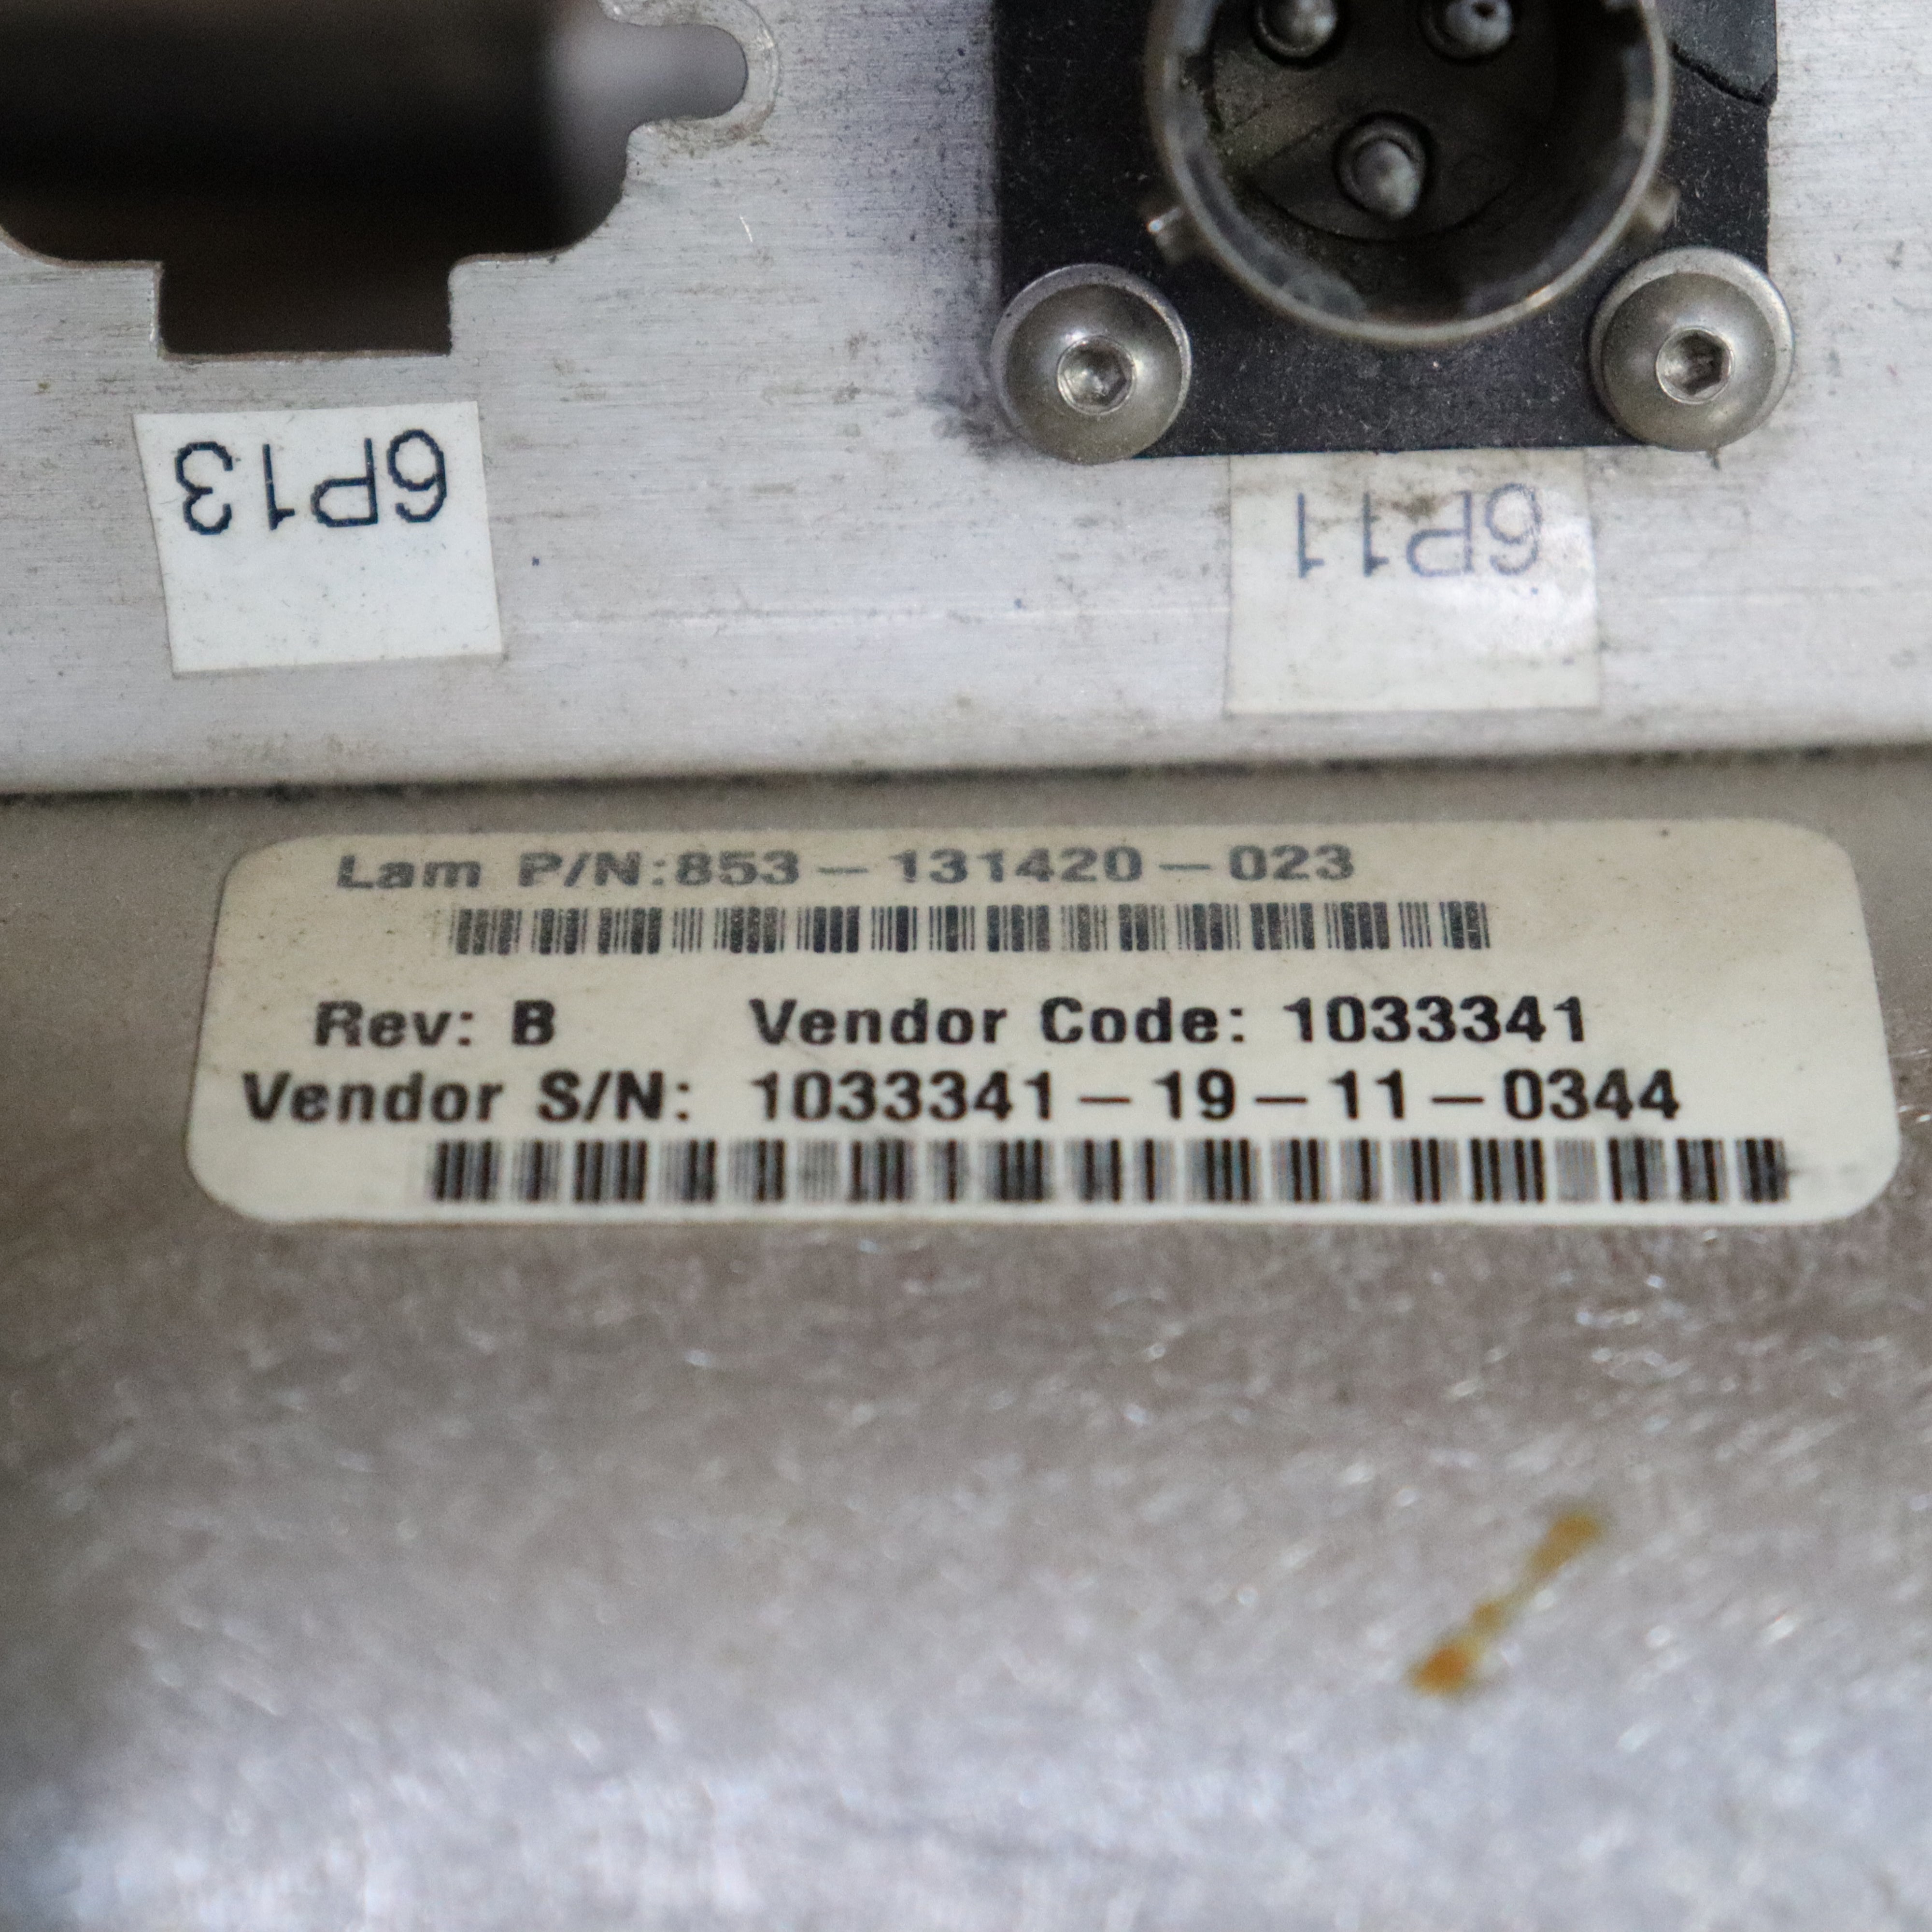 6P13
6P11
Lam P/N:853-131420-023
Rev: B Vendor Code: 1033341
Vendor S/N: 1033341-19-11-0344